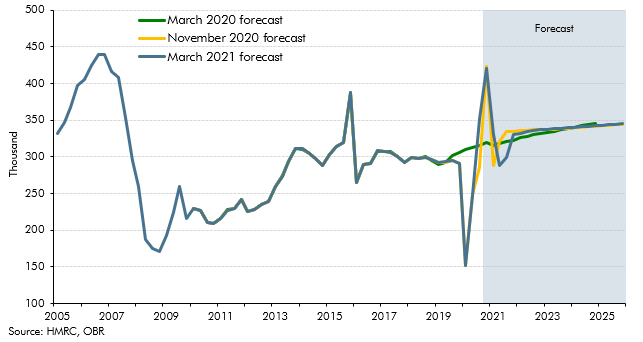 March 2020 forecast
November 2020 forecast
March 2021 forecast
Forecast
Thousand
500
450
400
350
300
250
200
150
100
2005 2007 2009 2011 2013 2015 2017 2019 2021 2023 2025
Source: HMRC, OBR